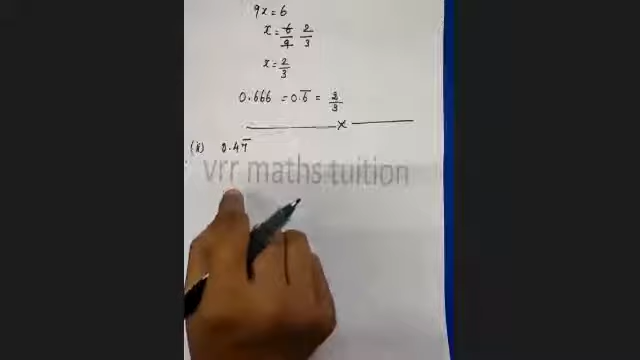 9x = 6
x = 6/9 2/3
x = 2/3
0.666 = 0.6̅ = 2/3
x
(ii) 0.47̅
vrr maths tuition